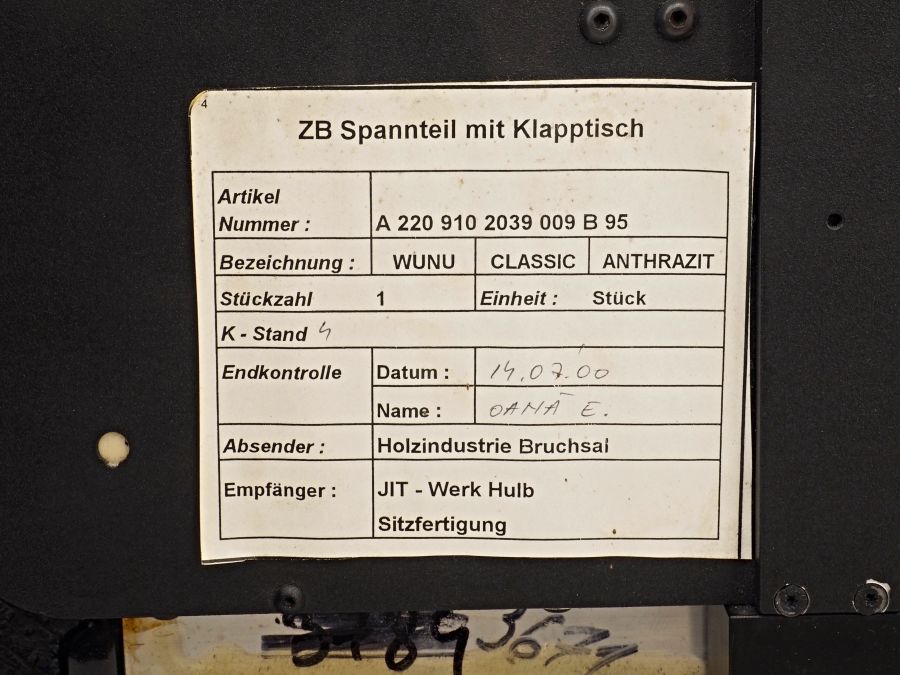 4
ZB Spannteil mit Klapptisch
Artikel
Nummer : A 220 910 2039 009 B 95
Bezeichnung : WUNU CLASSIC ANTHRAZIT
Stückzahl 1 Einheit : Stück
K - Stand 4
Endkontrolle Datum : 14.07.00
Name : E.
Absender : Holzindustrie Bruchsal
Empfänger : JIT - Werk Hulb
Sitzfertigung